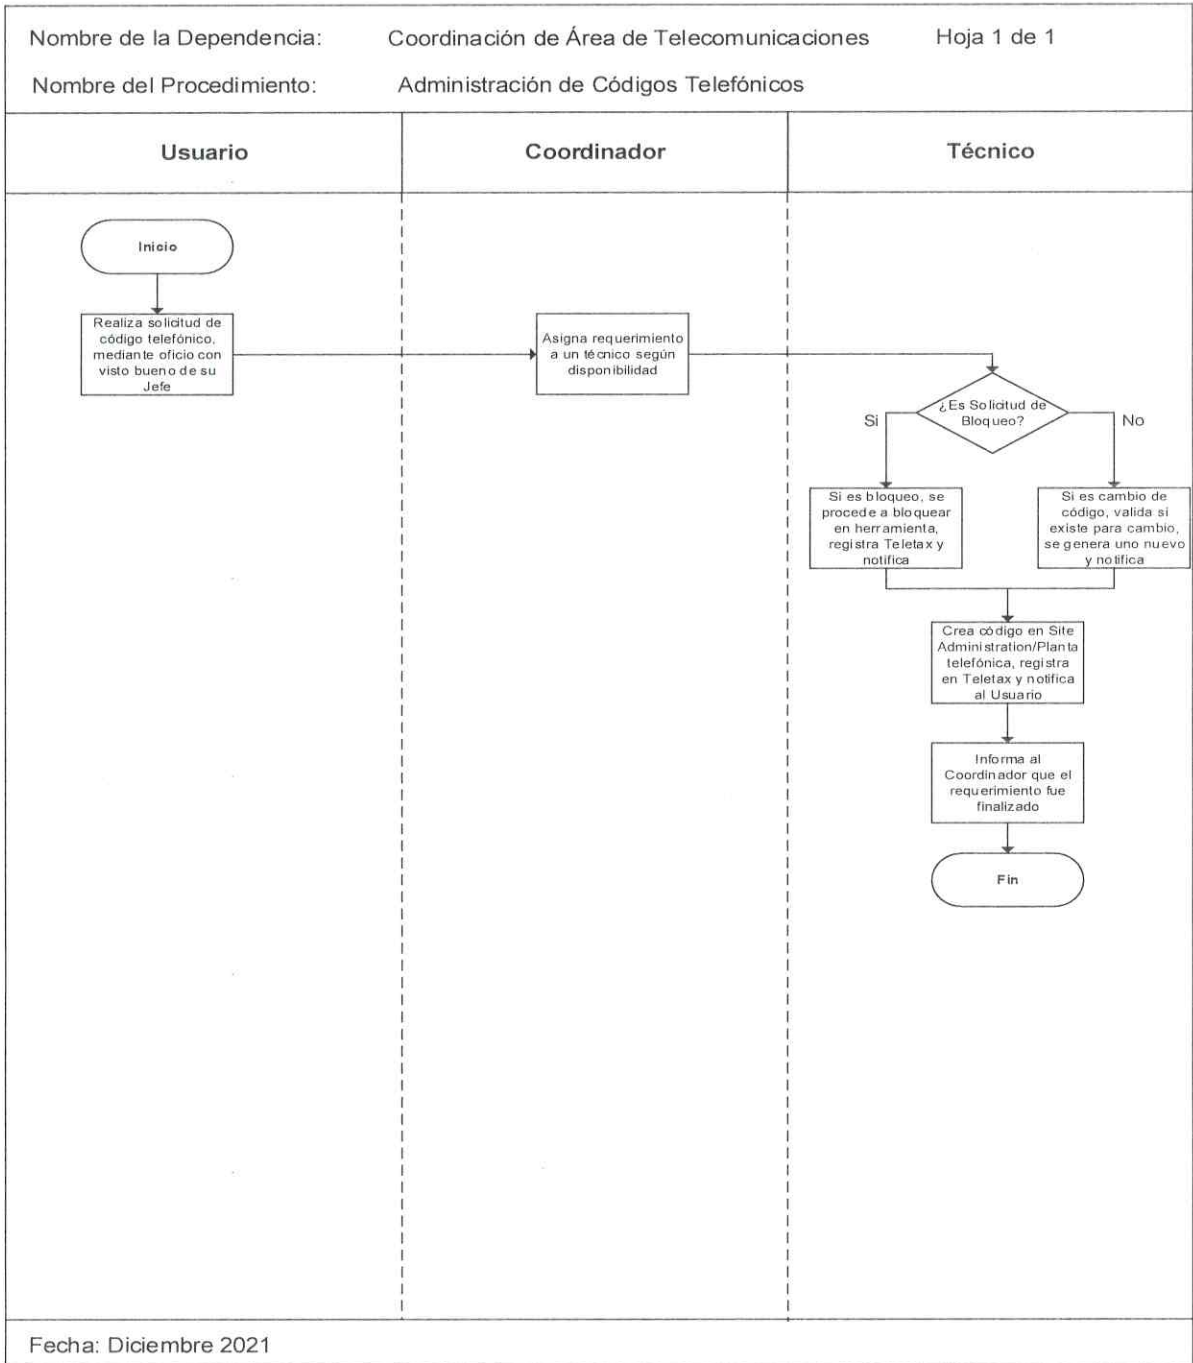 Nombre de la Dependencia: Coordinación de Área de Telecomunicaciones Hoja 1 de 1
Nombre del Procedimiento: Administración de Códigos Telefónicos
Usuario Coordinador Técnico
Inicio
Realiza solicitud de
código telefónico,
mediante oficio con
visto bueno de su
Jefe
Asigna requerimiento
a un técnico según
disponibilidad
¿Es Solicitud de
Bloqueo?
Si
No
Si es bloqueo, se
procede a bloquear
en herramienta,
registra Teletax y
notifica
Si es cambio de
código, valida si
existe para cambio,
se genera uno nuevo
y notifica
Crea código en Site
Administration/Planta
telefónica, registra
en Teletax y notifica
al Usuario
Informa al
Coordinador que el
requerimiento fue
finalizado
Fin
Fecha: Diciembre 2021